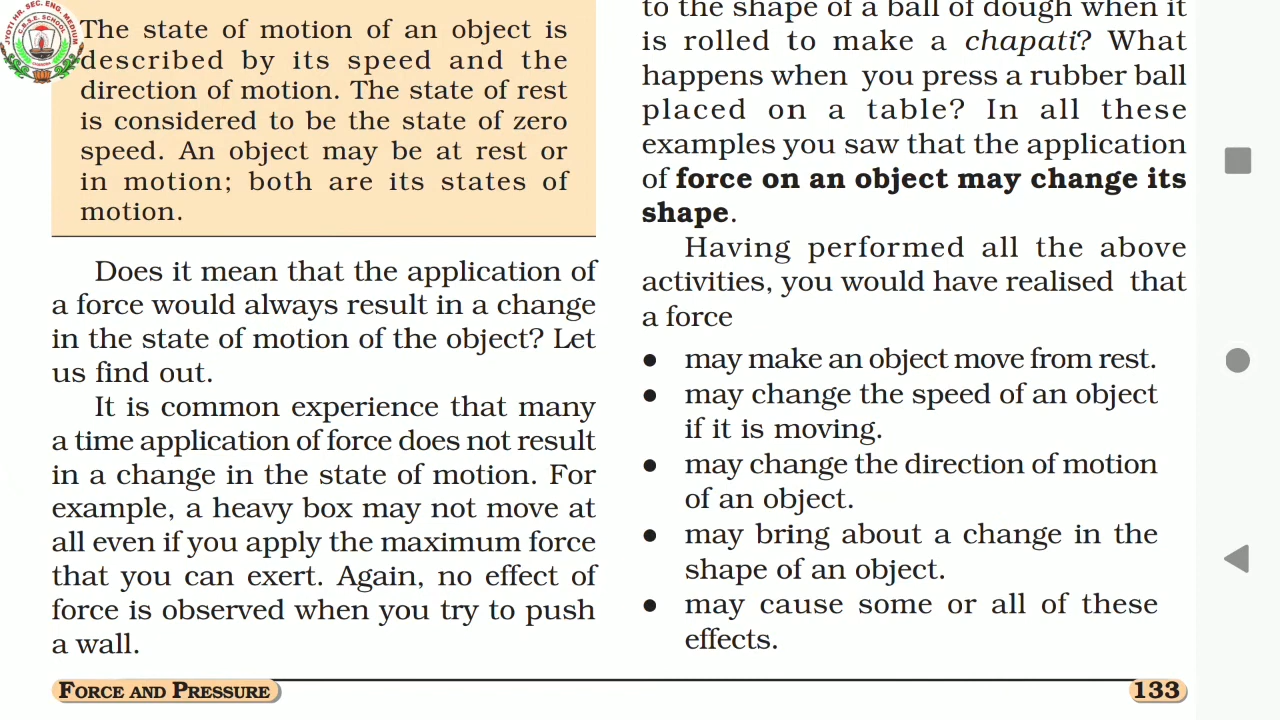 JYOTI HR. SEC. ENG. MEDIUM
C.B.S.E. SCHOOL
The state of motion of an object is
described by its speed and the
direction of motion. The state of rest
is considered to be the state of zero
speed. An object may be at rest or
in motion; both are its states of
motion.
Does it mean that the application of
a force would always result in a change
in the state of motion of the object? Let
us find out.
It is common experience that many
a time application of force does not result
in a change in the state of motion. For
example, a heavy box may not move at
all even if you apply the maximum force
that you can exert. Again, no effect of
force is observed when you try to push
a wall.
to the shape of a ball of dough when it
is rolled to make a chapati? What
happens when you press a rubber ball
placed on a table? In all these
examples you saw that the application
of force on an object may change its
shape.
Having performed all the above
activities, you would have realised that
a force
● may make an object move from rest.
● may change the speed of an object
if it is moving.
● may change the direction of motion
of an object.
● may bring about a change in the
shape of an object.
● may cause some or all of these
effects.
FORCE AND PRESSURE
133